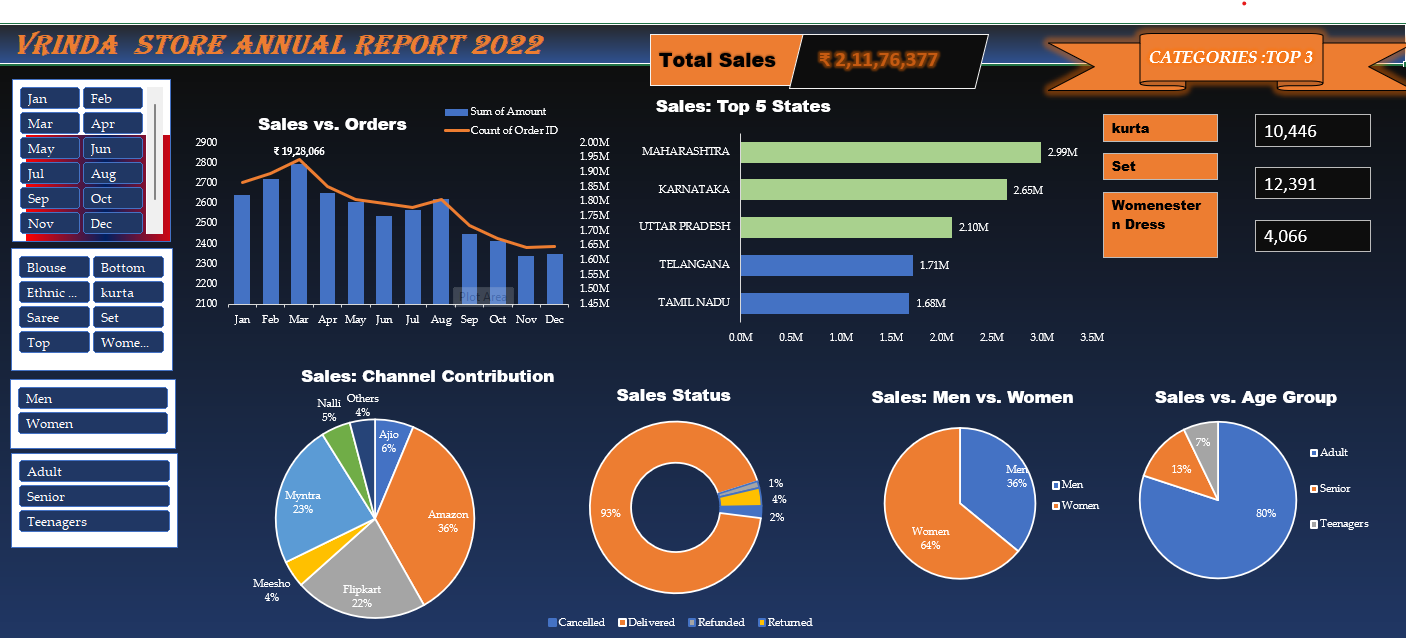 VRINDA STORE ANNUAL REPORT 2022
Total Sales
₹ 2,11,76,377
CATEGORIES :TOP 3
Jan
Feb
Mar
Apr
May
Jun
Jul
Aug
Sep
Oct
Nov
Dec
Blouse
Bottom
Ethnic ...
kurta
Saree
Set
Top
Wome...
Men
Women
Adult
Senior
Teenagers
Sales vs. Orders
Sum of Amount
Count of Order ID
₹ 19,28,066
2900
2800
2700
2600
2500
2400
2300
2200
2100
2.00M
1.95M
1.90M
1.85M
1.80M
1.75M
1.70M
1.65M
1.60M
1.55M
1.50M
1.45M
Plot Area
Jan Feb Mar Apr May Jun Jul Aug Sep Oct Nov Dec
Sales: Top 5 States
MAHARASHTRA 2.99M
KARNATAKA 2.65M
UTTAR PRADESH 2.10M
TELANGANA 1.71M
TAMIL NADU 1.68M
0.0M 0.5M 1.0M 1.5M 2.0M 2.5M 3.0M 3.5M
kurta
10,446
Set
12,391
Womenester
n Dress
4,066
Sales: Channel Contribution
Nalli
5%
Others
4%
Ajio
6%
Myntra
23%
Amazon
36%
Meesho
4%
Flipkart
22%
Sales Status
93%
1%
4%
2%
Cancelled Delivered Refunded Returned
Sales: Men vs. Women
Men
36%
Women
64%
Men
Women
Sales vs. Age Group
7%
13%
80%
Adult
Senior
Teenagers